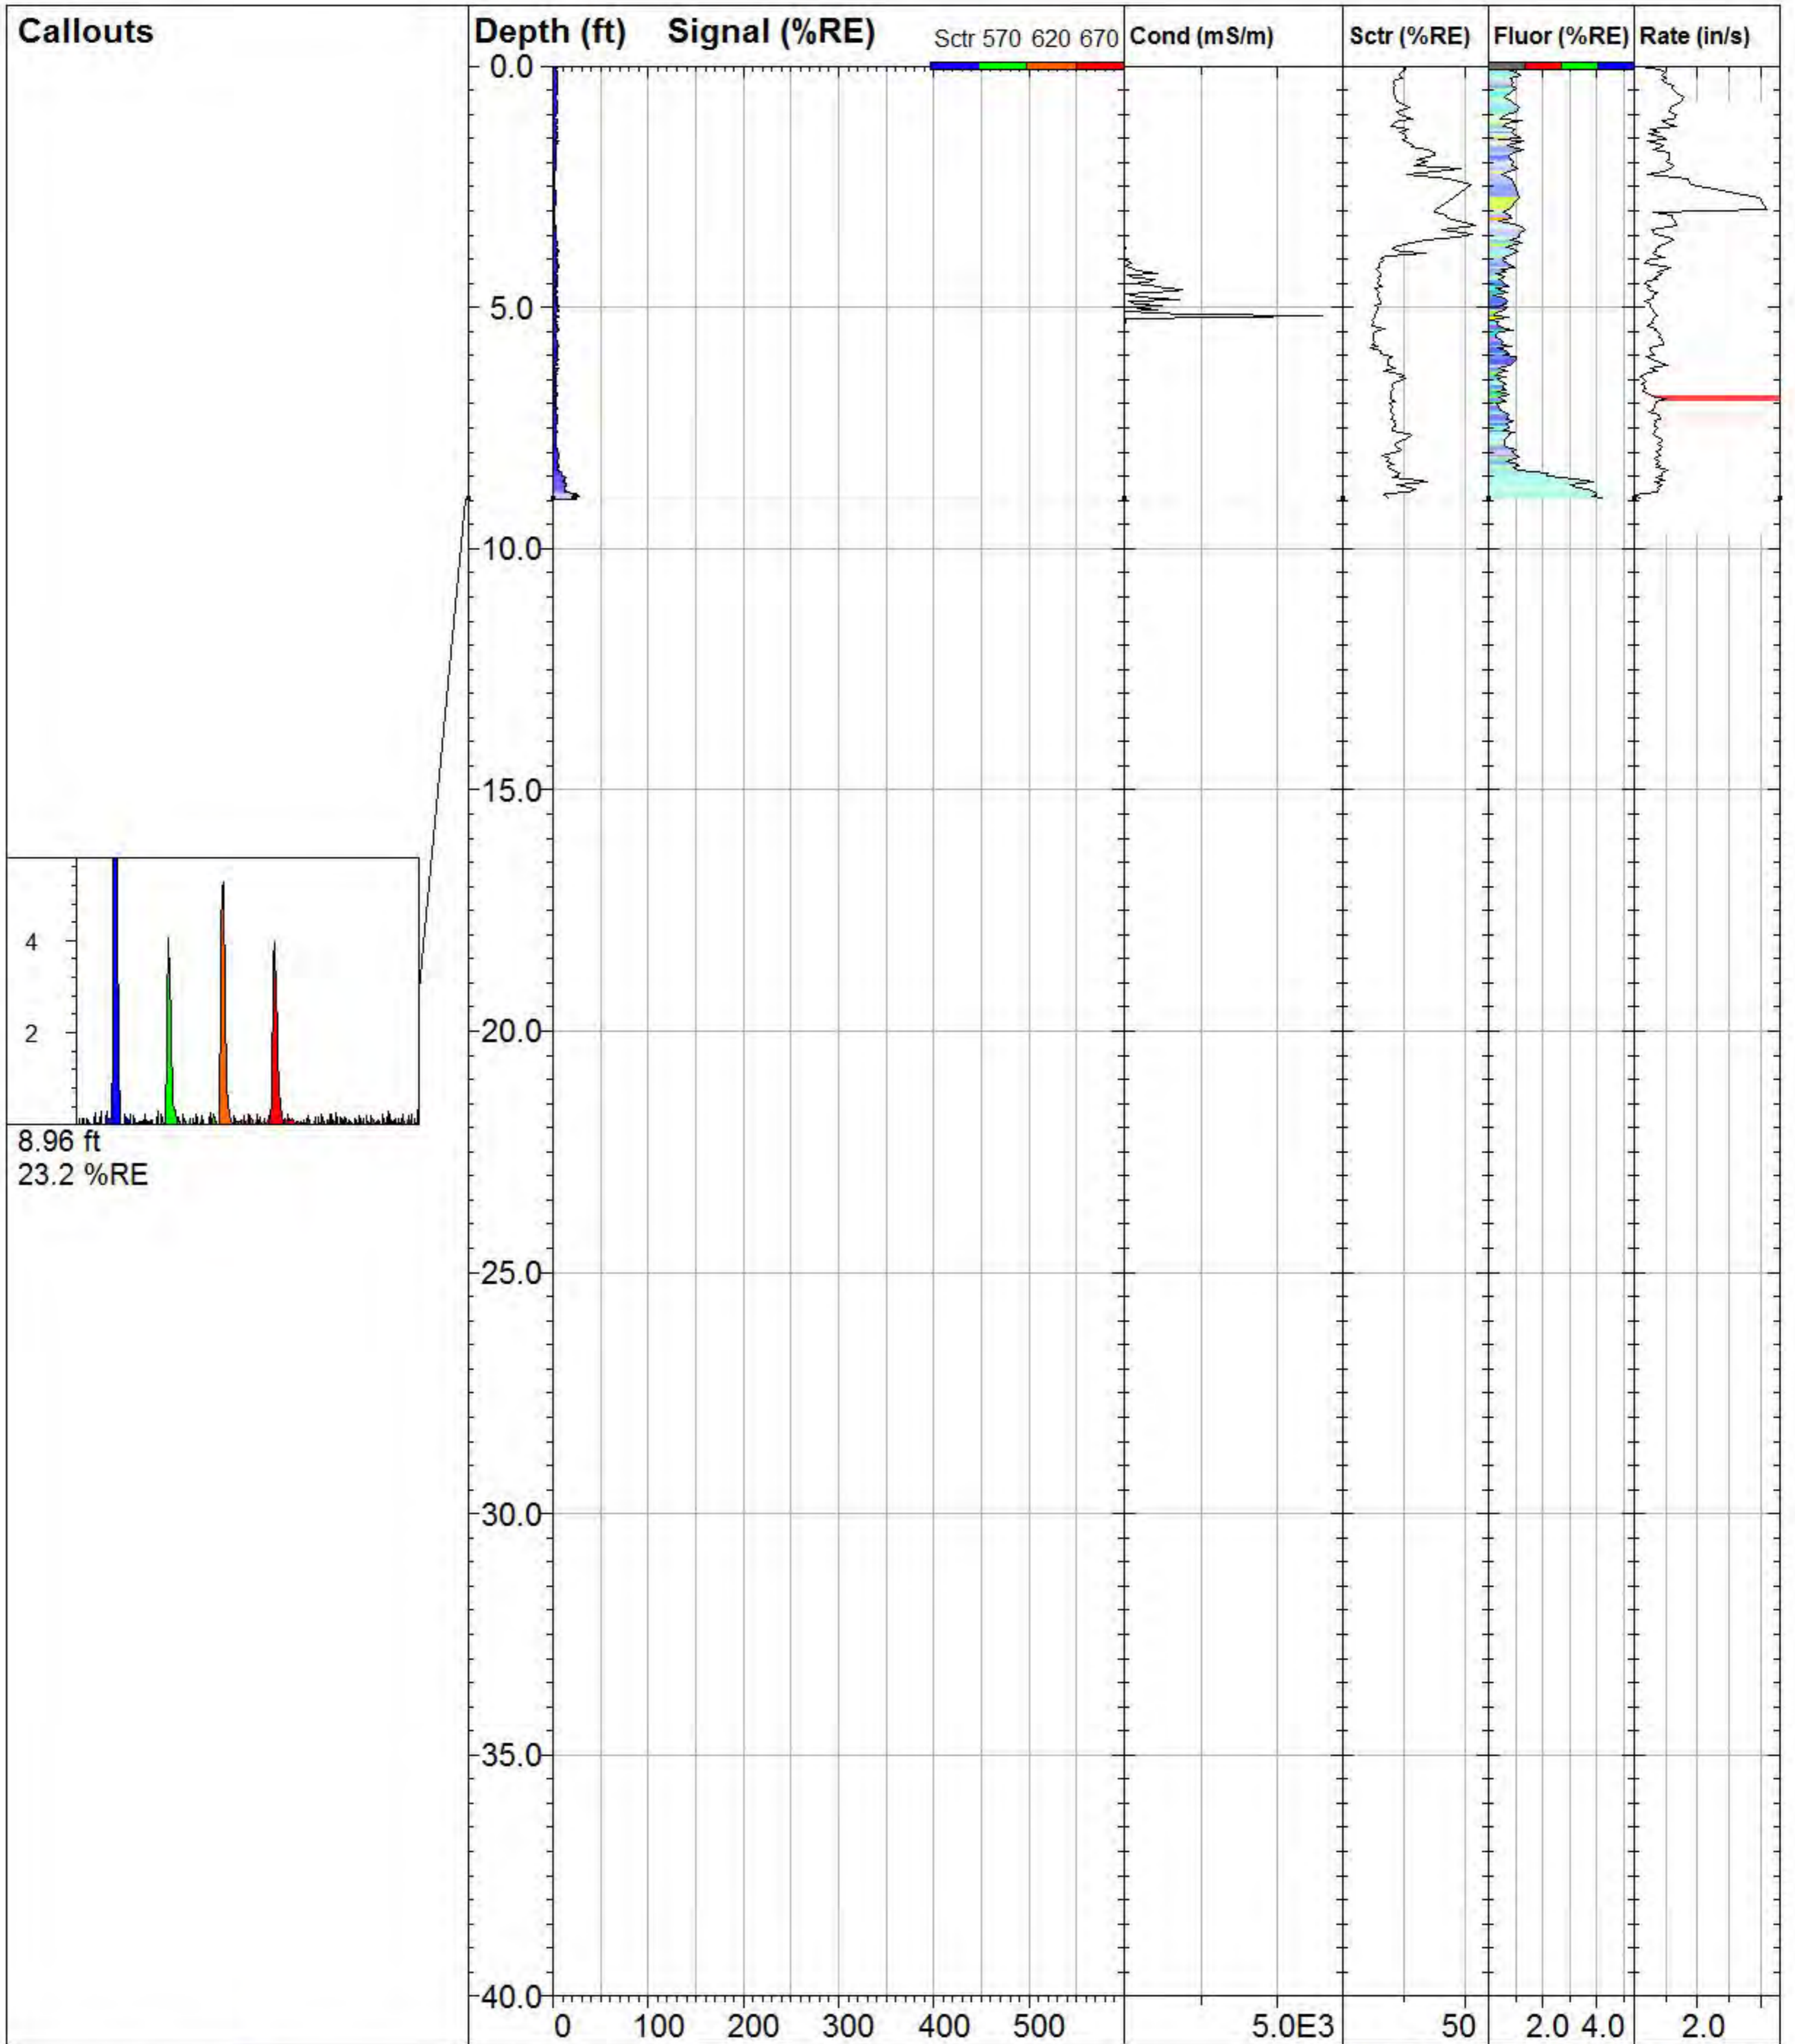 Callouts
Depth (ft) Signal (%RE) Sctr 570 620 670 Cond (mS/m) Sctr (%RE) Fluor (%RE) Rate (in/s)
0.0
5.0
10.0
15.0
4
2
20.0
8.96 ft
23.2 %RE
25.0
30.0
35.0
40.0
0 100 200 300 400 500 5.0E3 50 2.0 4.0 2.0